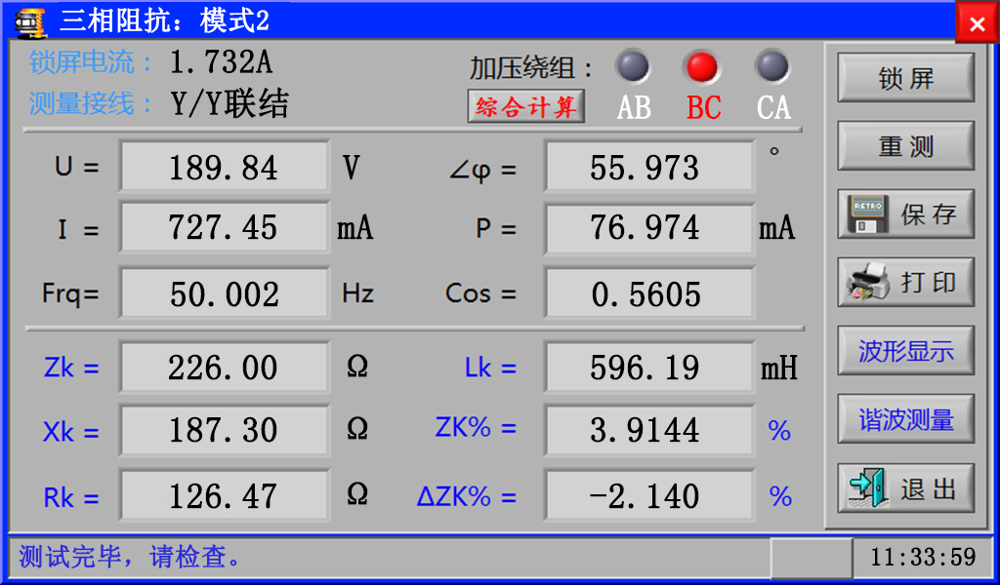 三相阻抗：模式2
×
锁屏电流： 1.732A
测量接线： Y/Y联结
加压绕组：
综合计算
AB BC CA
U = 189.84 V
∠φ = 55.973 °
I = 727.45 mA
P = 76.974 mA
Frq= 50.002 Hz
Cos = 0.5605
Zk = 226.00 Ω
Lk = 596.19 mH
Xk = 187.30 Ω
ZK% = 3.9144 %
Rk = 126.47 Ω
ΔZK% = -2.140 %
锁 屏
重 测
RETRO
保 存
打 印
波形显示
谐波测量
退 出
测试完毕，请检查。
11:33:59